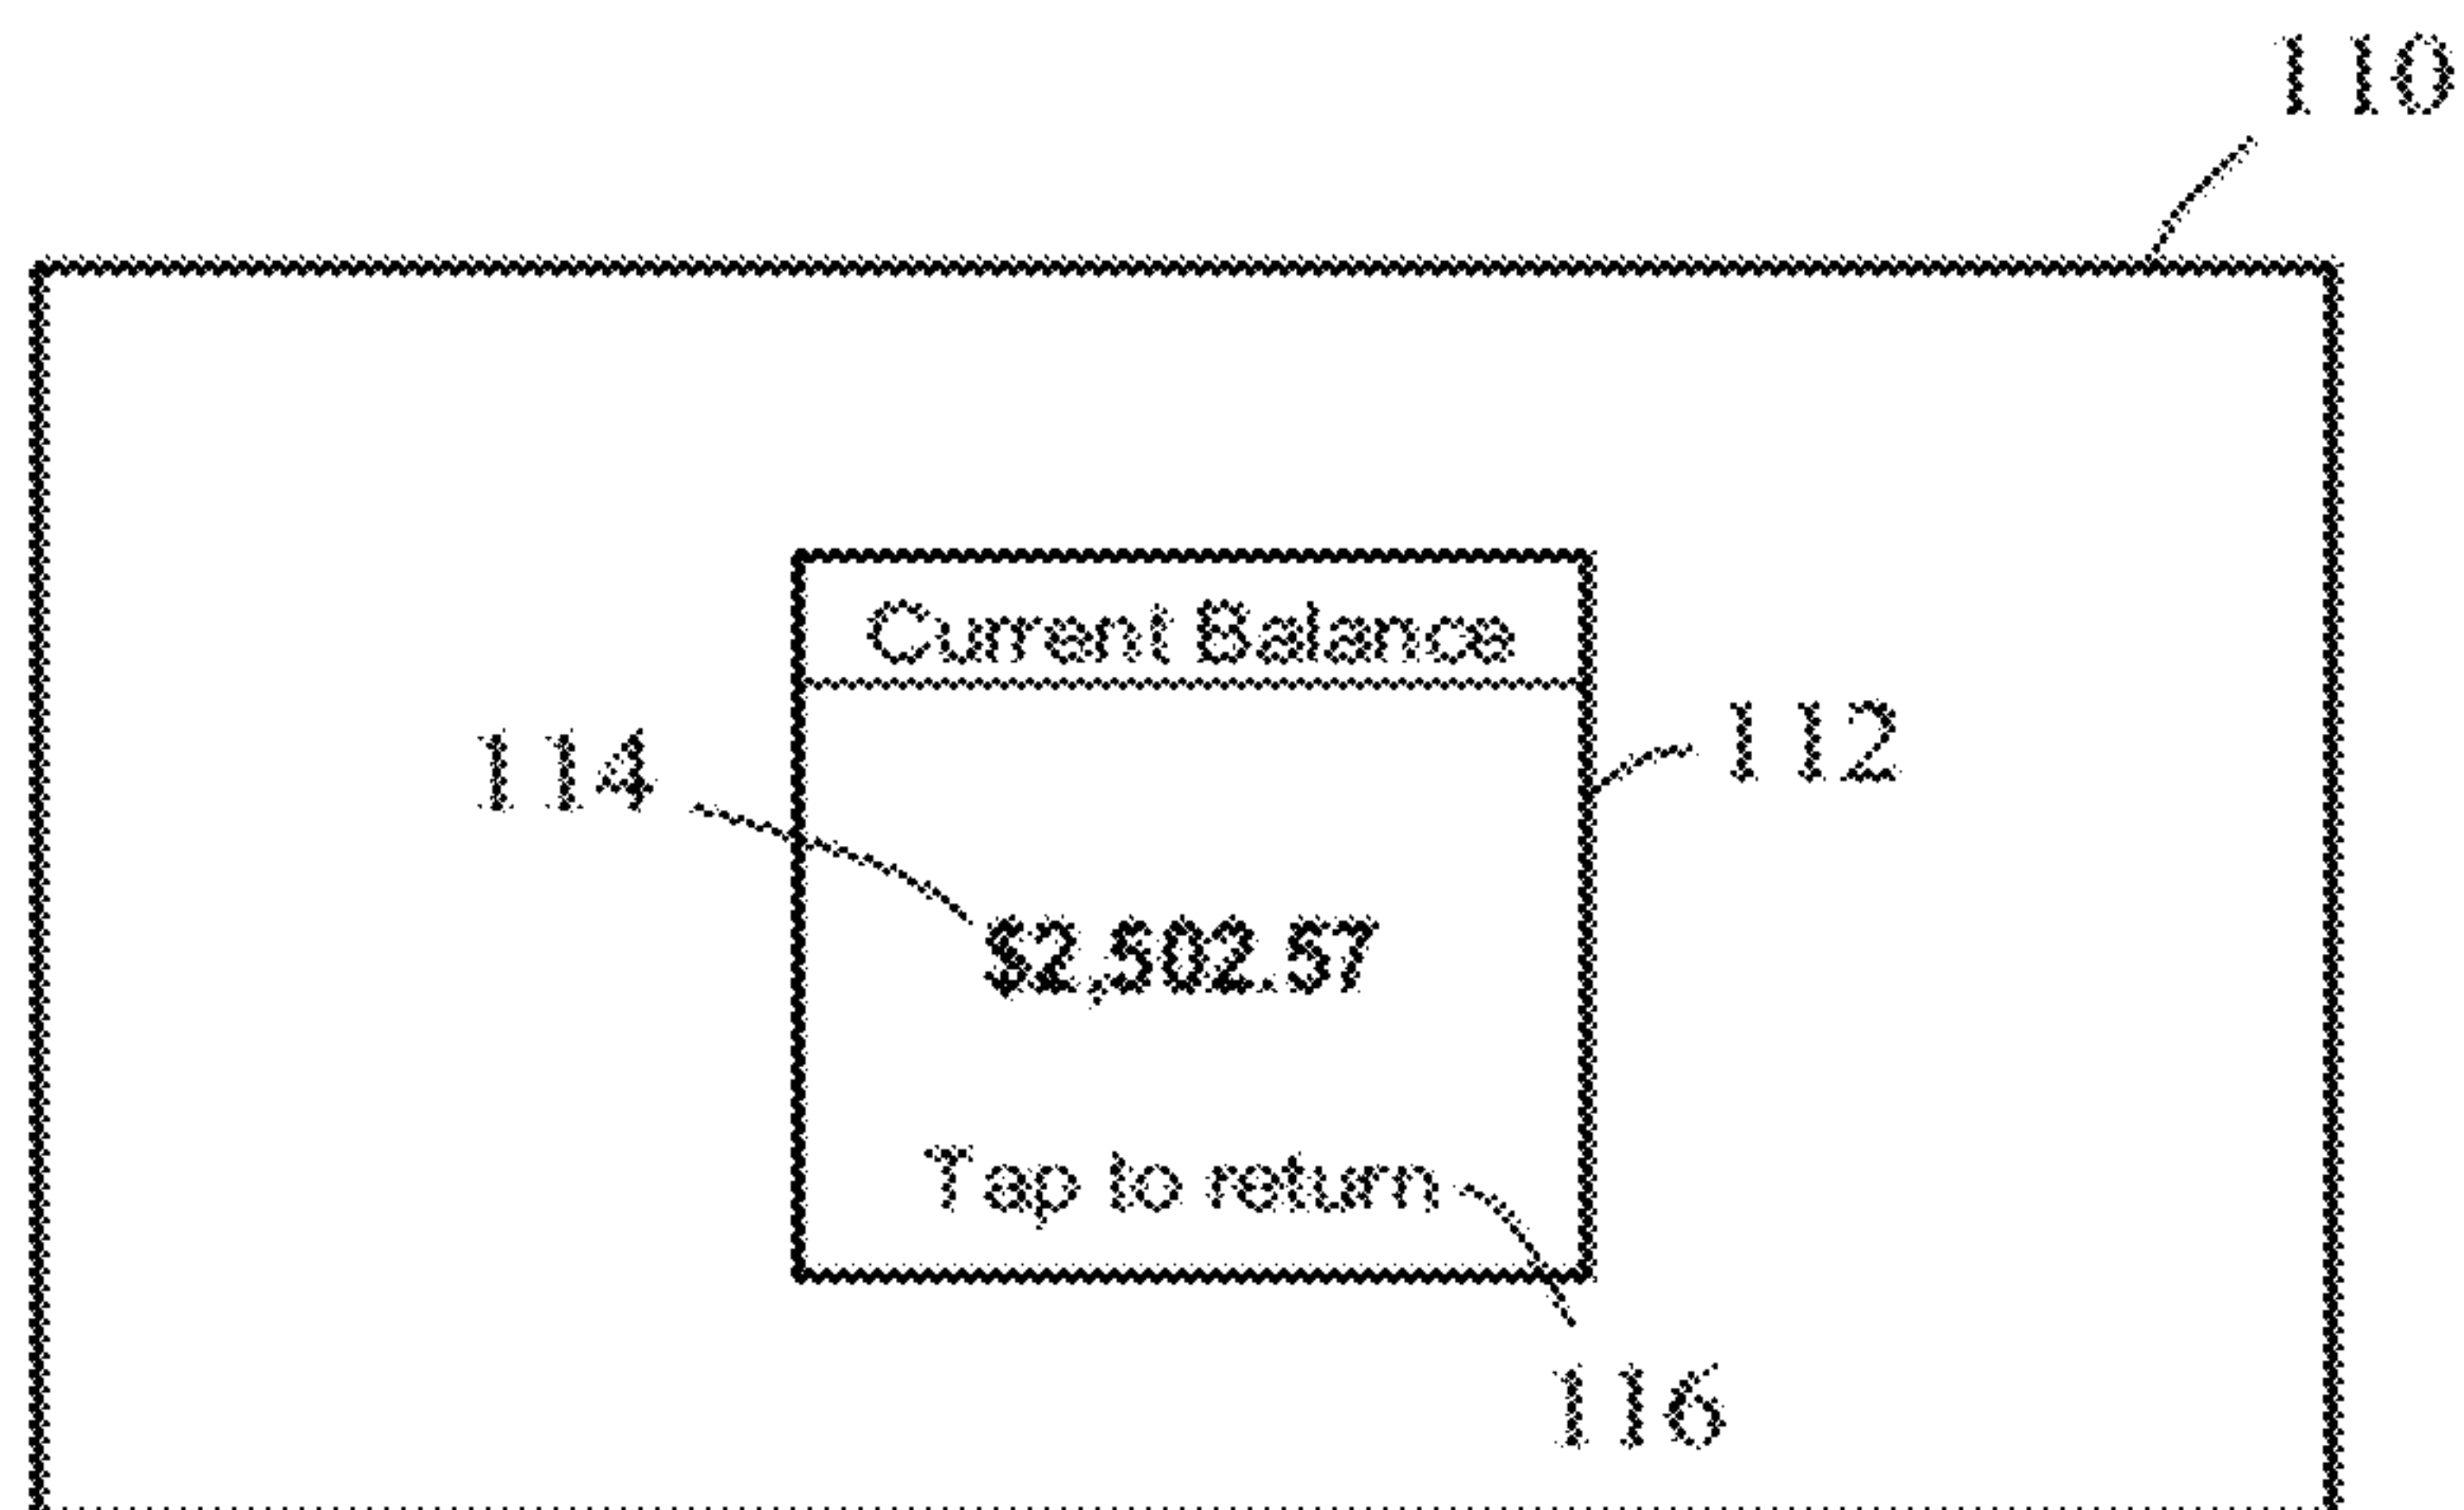 110
Current Balance
112
114
$2,502.57
Tap to return
116